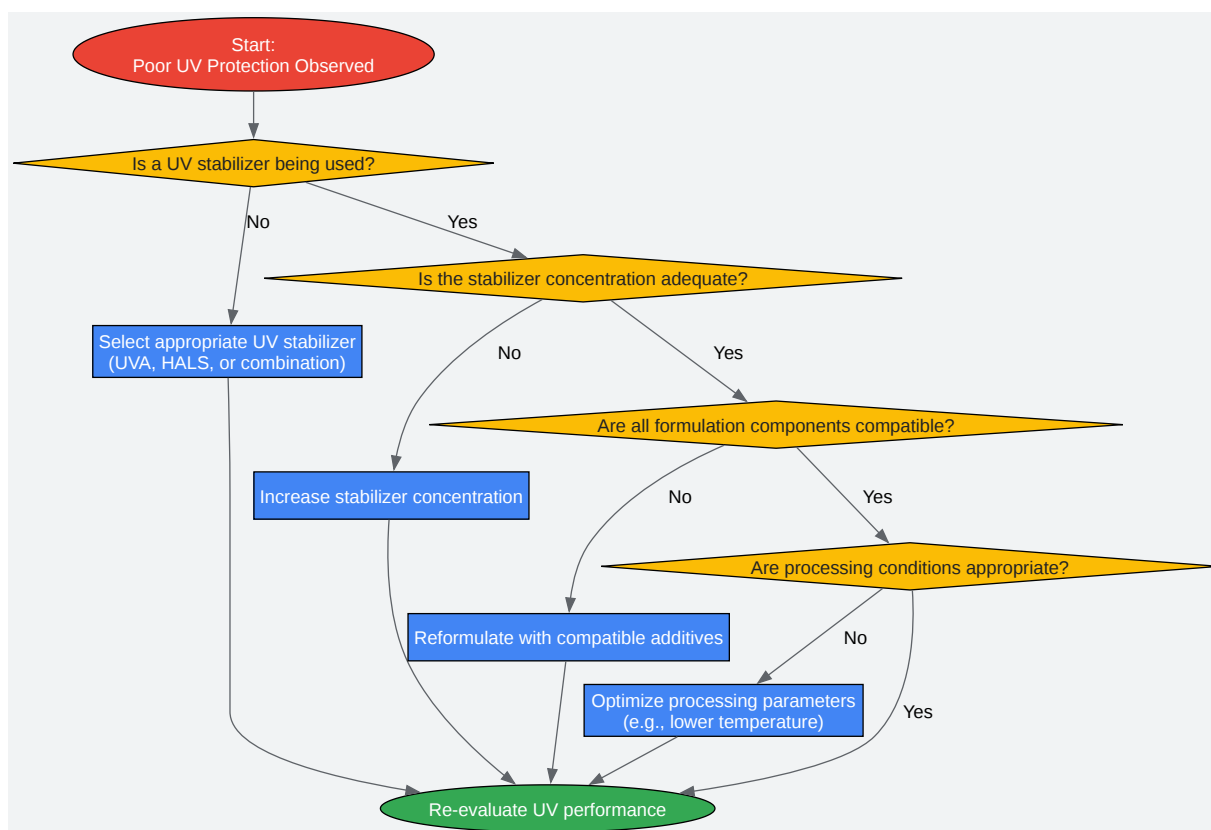 Start:
Poor UV Protection Observed
Is a UV stabilizer being used?
No
Yes
Is the stabilizer concentration adequate?
Select appropriate UV stabilizer
(UVA, HALS, or combination)
No
Yes
Are all formulation components compatible?
Increase stabilizer concentration
No
Yes
Are processing conditions appropriate?
Reformulate with compatible additives
No
Optimize processing parameters
(e.g., lower temperature)
Yes
Re-evaluate UV performance